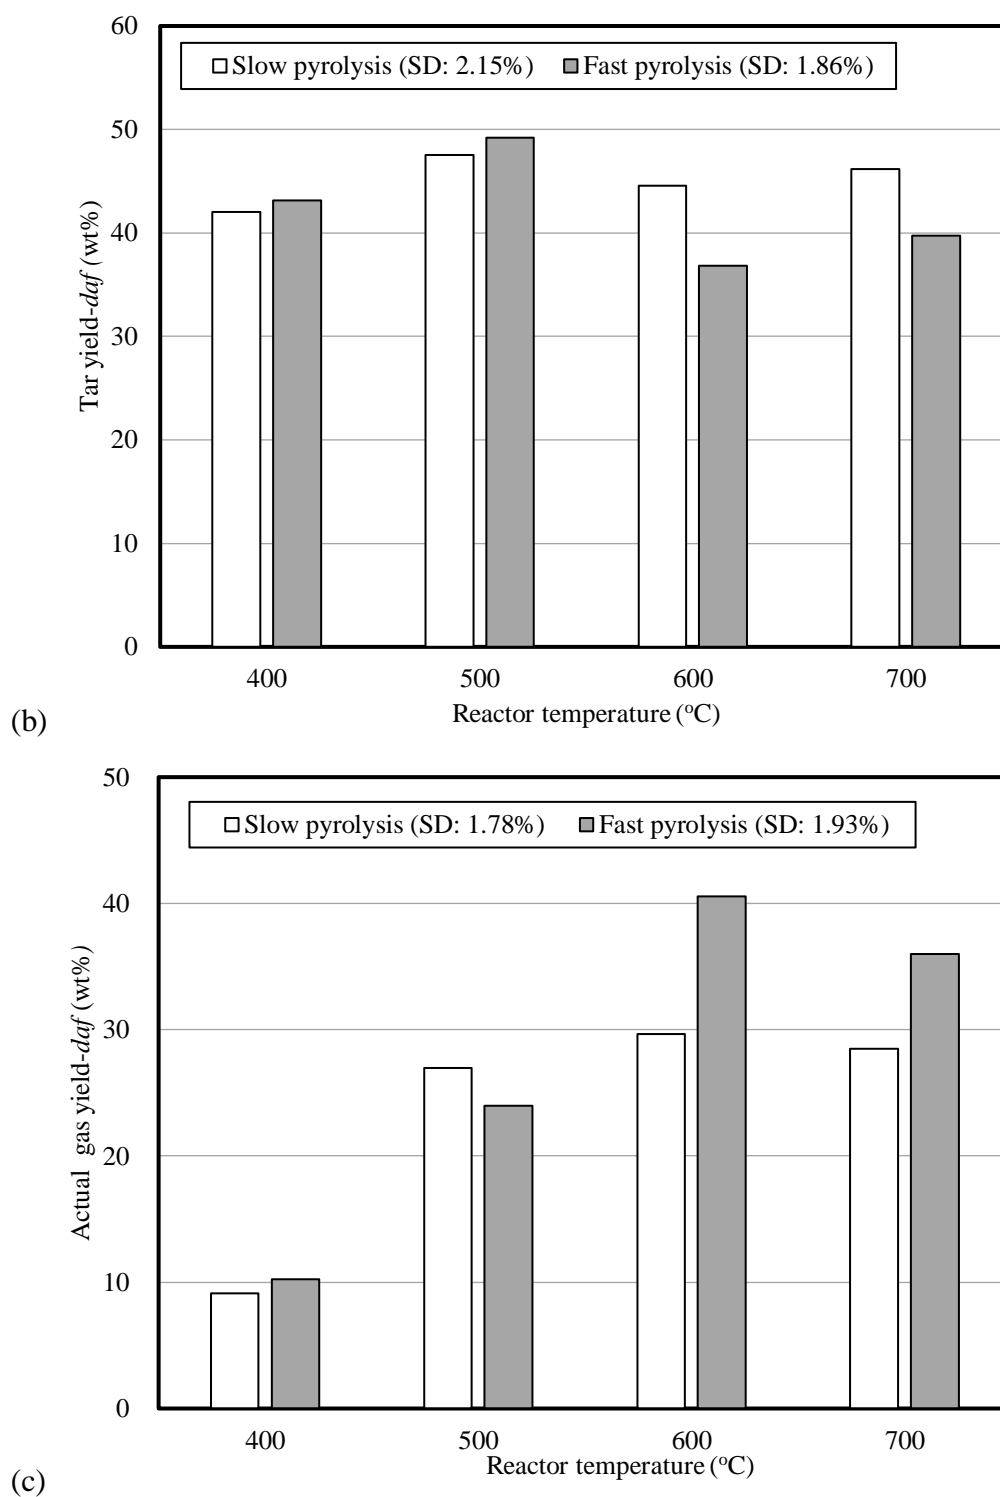 60
Slow pyrolysis (SD: 2.15%) Fast pyrolysis (SD: 1.86%)
50
40
30
20
10
0
Tar yield-daf (wt%)
400 500 600 700
Reactor temperature (°C)
(b)
50
Slow pyrolysis (SD: 1.78%) Fast pyrolysis (SD: 1.93%)
40
30
20
10
0
Actual gas yield-daf (wt%)
400 500 600 700
Reactor temperature (°C)
(c)